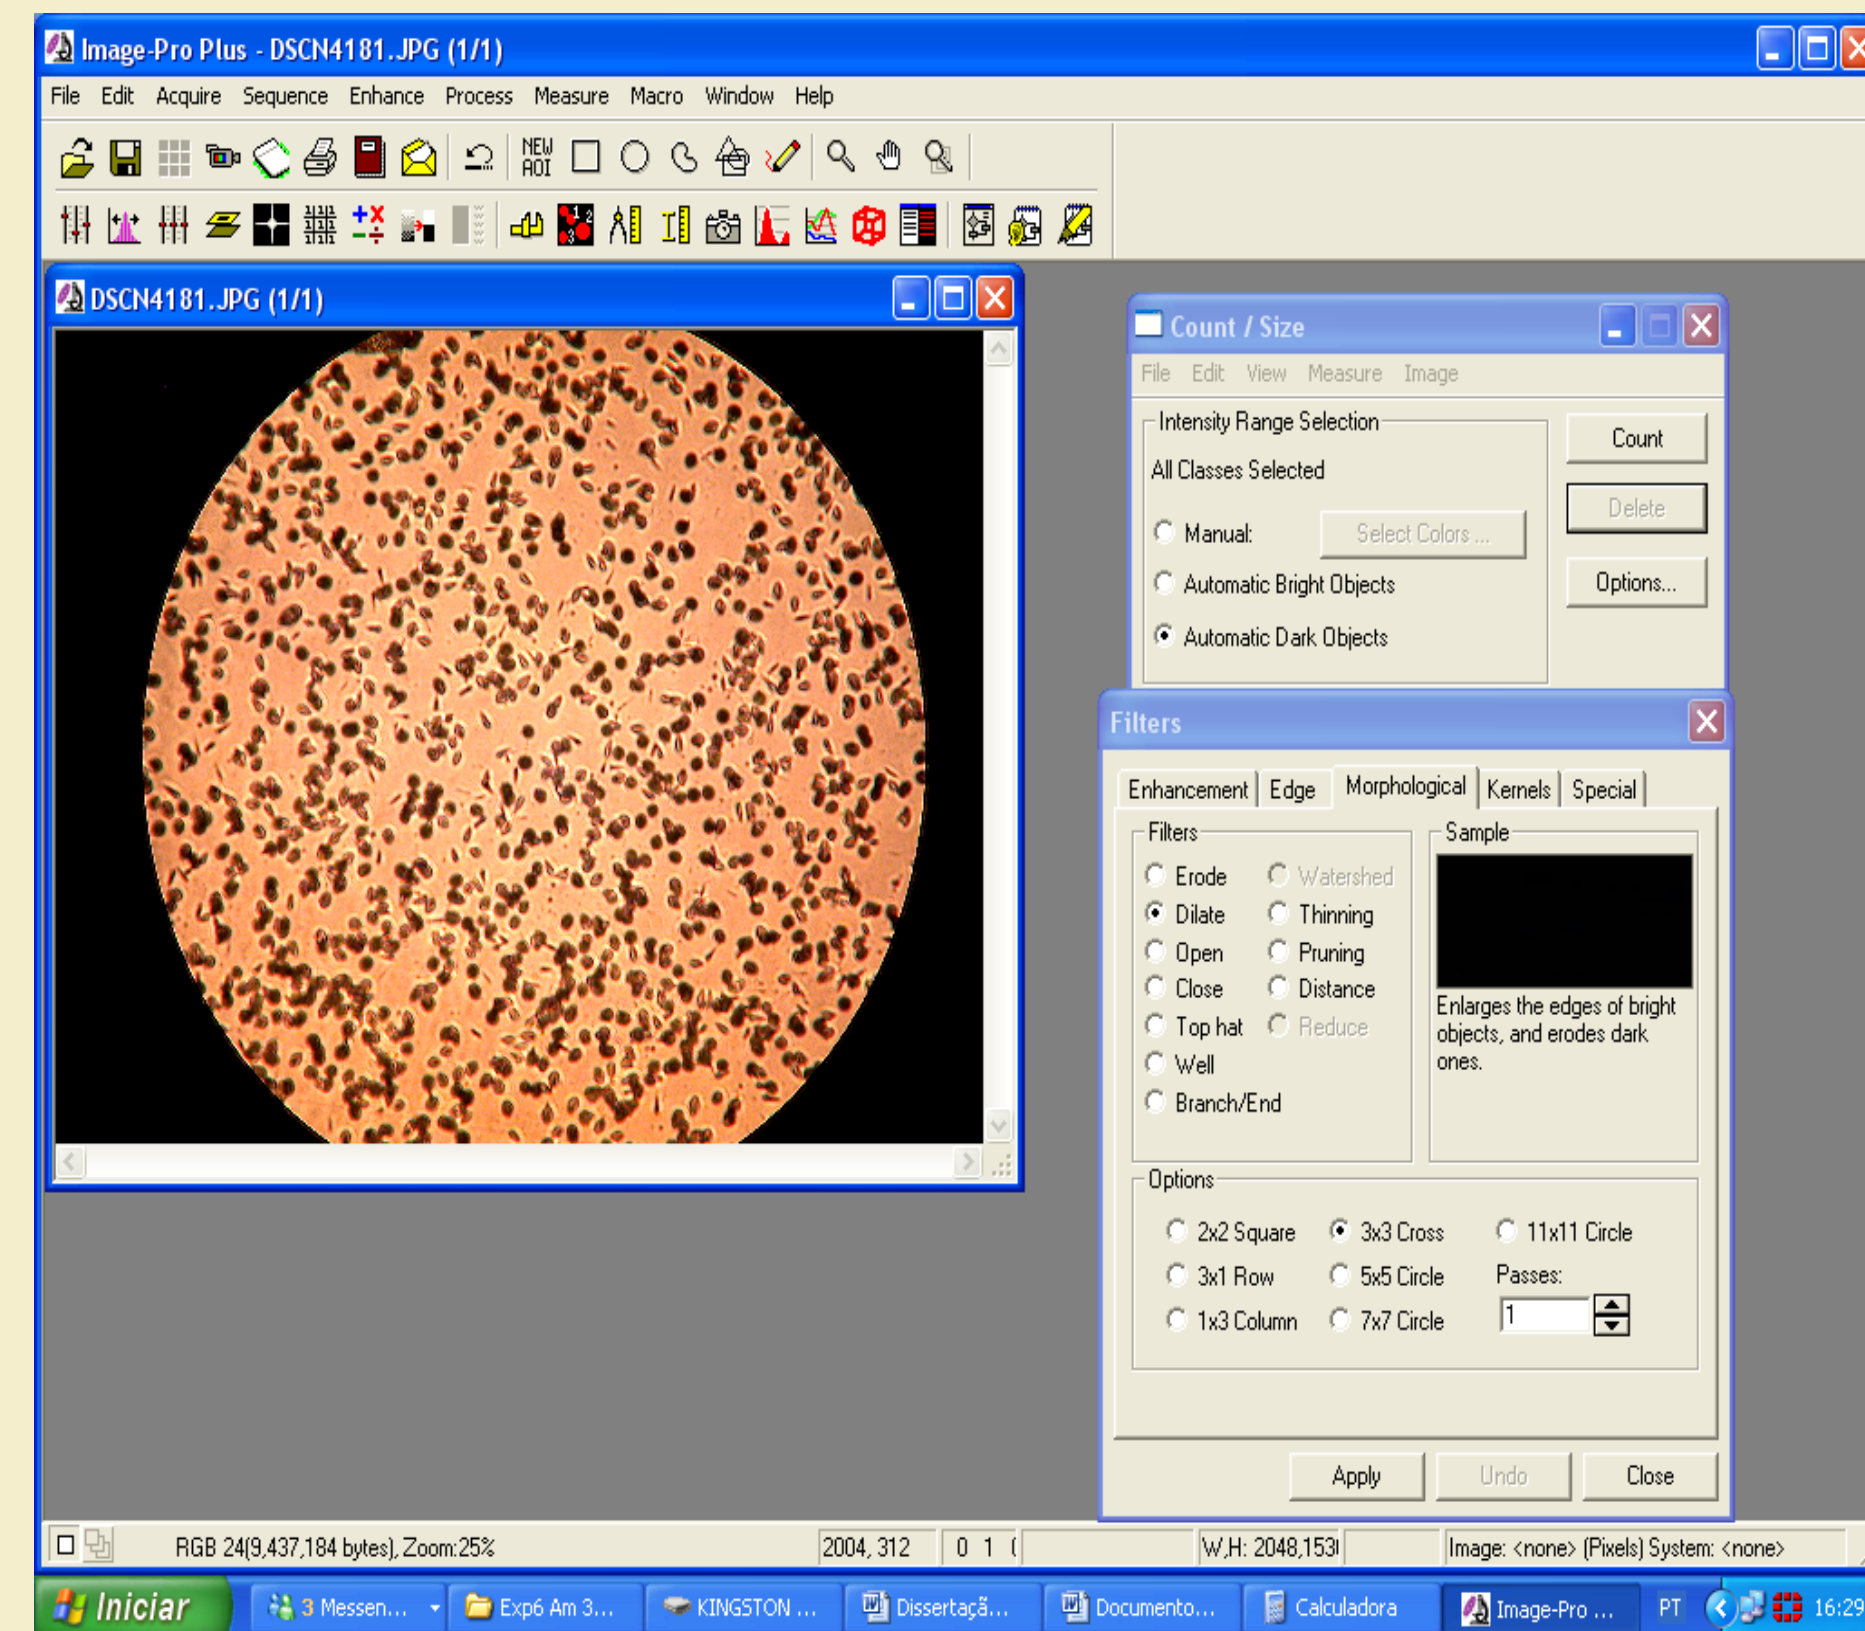 Image-Pro Plus - DSCN4181.JPG (1/1)
File Edit Acquire Sequence Enhance Process Measure Macro Window Help
NEW AOI
DSCN4181.JPG (1/1)
Count / Size
File Edit View Measure Image
Intensity Range Selection
Count
All Classes Selected
Delete
Manual: Select Colors ...
Automatic Bright Objects
Options...
Automatic Dark Objects
Filters
Enhancement Edge Morphological Kernels Special
Filters Sample
Erode Watershed
Dilate Thinning
Open Pruning
Close Distance
Top hat Reduce
Well
Branch/End
Enlarges the edges of bright
objects, and erodes dark
ones.
Options
2x2 Square 3x3 Cross 11x11 Circle
3x1 Row 5x5 Circle Passes:
1x3 Column 7x7 Circle 1
Apply Undo Close
RGB 24(9,437,184 bytes), Zoom:25% 2004, 312 0 1 W,H: 2048,153 Image: <none> (Pixels) System: <none>
Iniciar 3 Messen... Exp6 Am 3... KINGSTON ... Dissertaçã... Documento... Calculadora Image-Pro ... PT 16:29